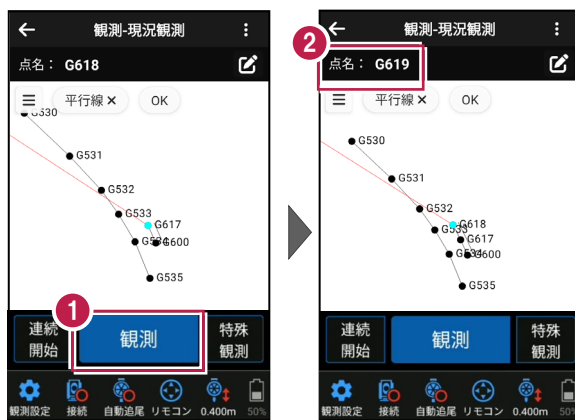 観測-現況観測
点名： G618
平行線 × OK
G530
G531
G532
G533
G617
G534
G600
G535
1
連続
開始
観測
特殊
観測
観測設定 接続 自動追尾 リモコン 0.400m 50%
2
観測-現況観測
点名： G619
平行線 × OK
G530
G531
G532
G618
G533
G617
G534
G600
G535
連続
開始
観測
特殊
観測
観測設定 接続 自動追尾 リモコン 0.400m 50%